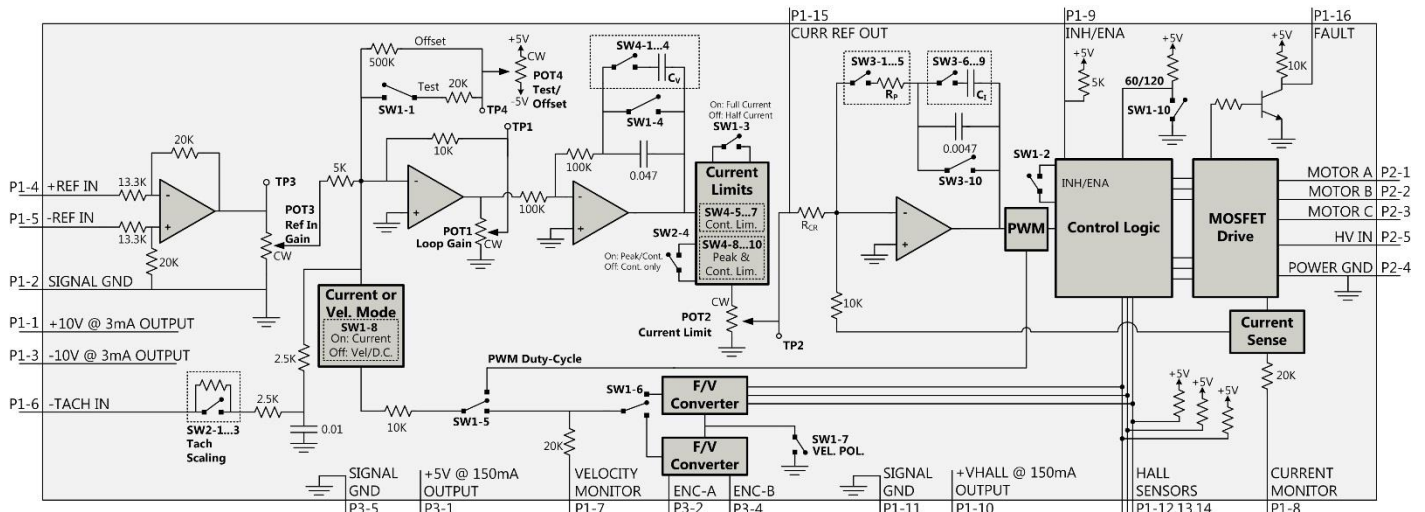 P1-15
CURR REF OUT
P1-9
INH/ENA
P1-16
FAULT
Offset
500K
Test
20K
SW1-1
TP4
+5V
CW
-5V
POT4
Test/
Offset
SW4-1...4
CV
SW1-4
100K
0.047
On: Full Current
Off: Half Current
SW1-3
SW3-1...5
RP
SW3-6...9
CI
0.0047
SW3-10
+5V
5K
+5V
60/120
SW1-10
+5V
10K
20K
P1-4 +REF IN
13.3K
P1-5 -REF IN
13.3K
20K
-
+
TP3
POT3
Ref In
Gain
CW
5K
TP1
10K
-
+
POT1
Loop Gain
CW
100K
-
+
Current
Limits
SW4-5...7
Cont. Lim.
SW4-8...10
Peak &
Cont. Lim.
SW2-4
On: Peak/Cont.
Off: Cont. only
CW
POT2
Current Limit
TP2
RCR
-
+
10K
SW1-2
PWM
INH/ENA
Control Logic
MOSFET
Drive
MOTOR A P2-1
MOTOR B P2-2
MOTOR C P2-3
HV IN P2-5
POWER GND P2-4
Current
Sense
20K
P1-2 SIGNAL GND
P1-1 +10V @ 3mA OUTPUT
P1-3 -10V @ 3mA OUTPUT
P1-6 -TACH IN
SW2-1...3
Tach
Scaling
2.5K
2.5K
0.01
Current or
Vel. Mode
SW1-8
On: Current
Off: Vel/D.C.
10K
PWM Duty-Cycle
SW1-5
20K
SW1-6
F/V
Converter
F/V
Converter
SW1-7
VEL. POL.
+5V
+5V
+5V
SIGNAL
GND
P3-5
+5V @ 150mA
OUTPUT
P3-1
VELOCITY
MONITOR
P1-7
ENC-A
P3-2
ENC-B
P3-4
SIGNAL
GND
P1-11
+VHALL @ 150mA
OUTPUT
P1-10
HALL
SENSORS
P1-12,13,14
CURRENT
MONITOR
P1-8